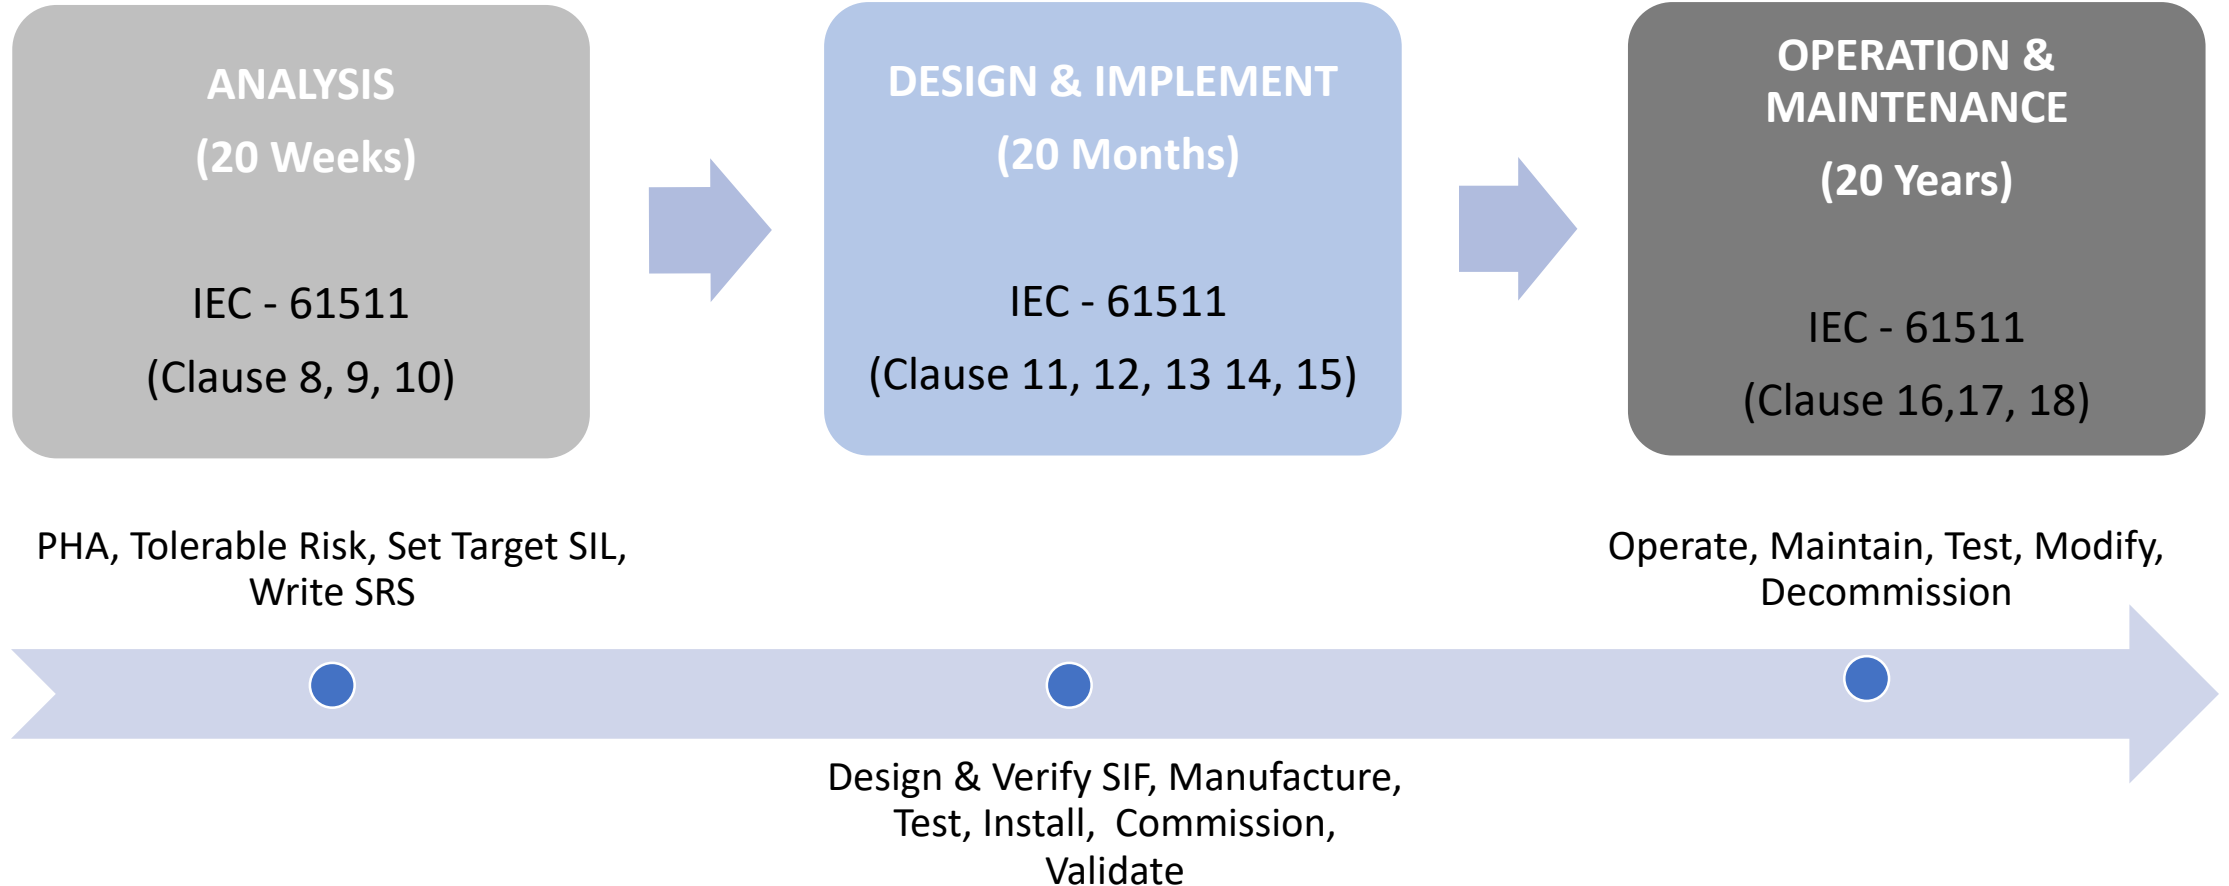 ANALYSIS
(20 Weeks)
IEC - 61511
(Clause 8, 9, 10)
DESIGN & IMPLEMENT
(20 Months)
IEC - 61511
(Clause 11, 12, 13 14, 15)
OPERATION &
MAINTENANCE
(20 Years)
IEC - 61511
(Clause 16,17, 18)
PHA, Tolerable Risk, Set Target SIL,
Write SRS
Operate, Maintain, Test, Modify,
Decommission
Design & Verify SIF, Manufacture,
Test, Install, Commission,
Validate